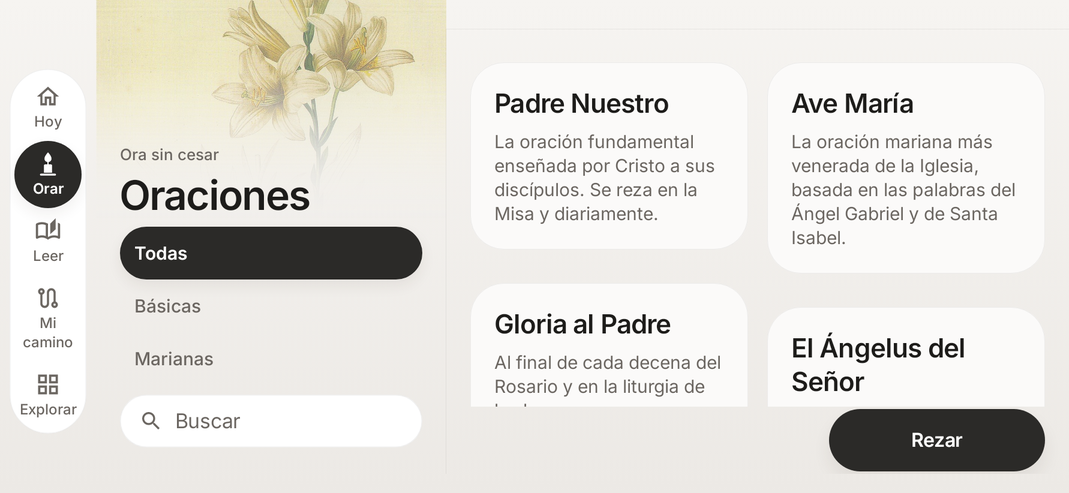 Hoy
Orar
Leer
Mi
camino
Explorar
Ora sin cesar
Oraciones
Todas
Básicas
Marianas
Buscar
Padre Nuestro
La oración fundamental
enseñada por Cristo a sus
discípulos. Se reza en la
Misa y diariamente.
Ave María
La oración mariana más
venerada de la Iglesia,
basada en las palabras del
Ángel Gabriel y de Santa
Isabel.
Gloria al Padre
Al final de cada decena del
Rosario y en la liturgia de
El Ángelus del
Señor
Rezar